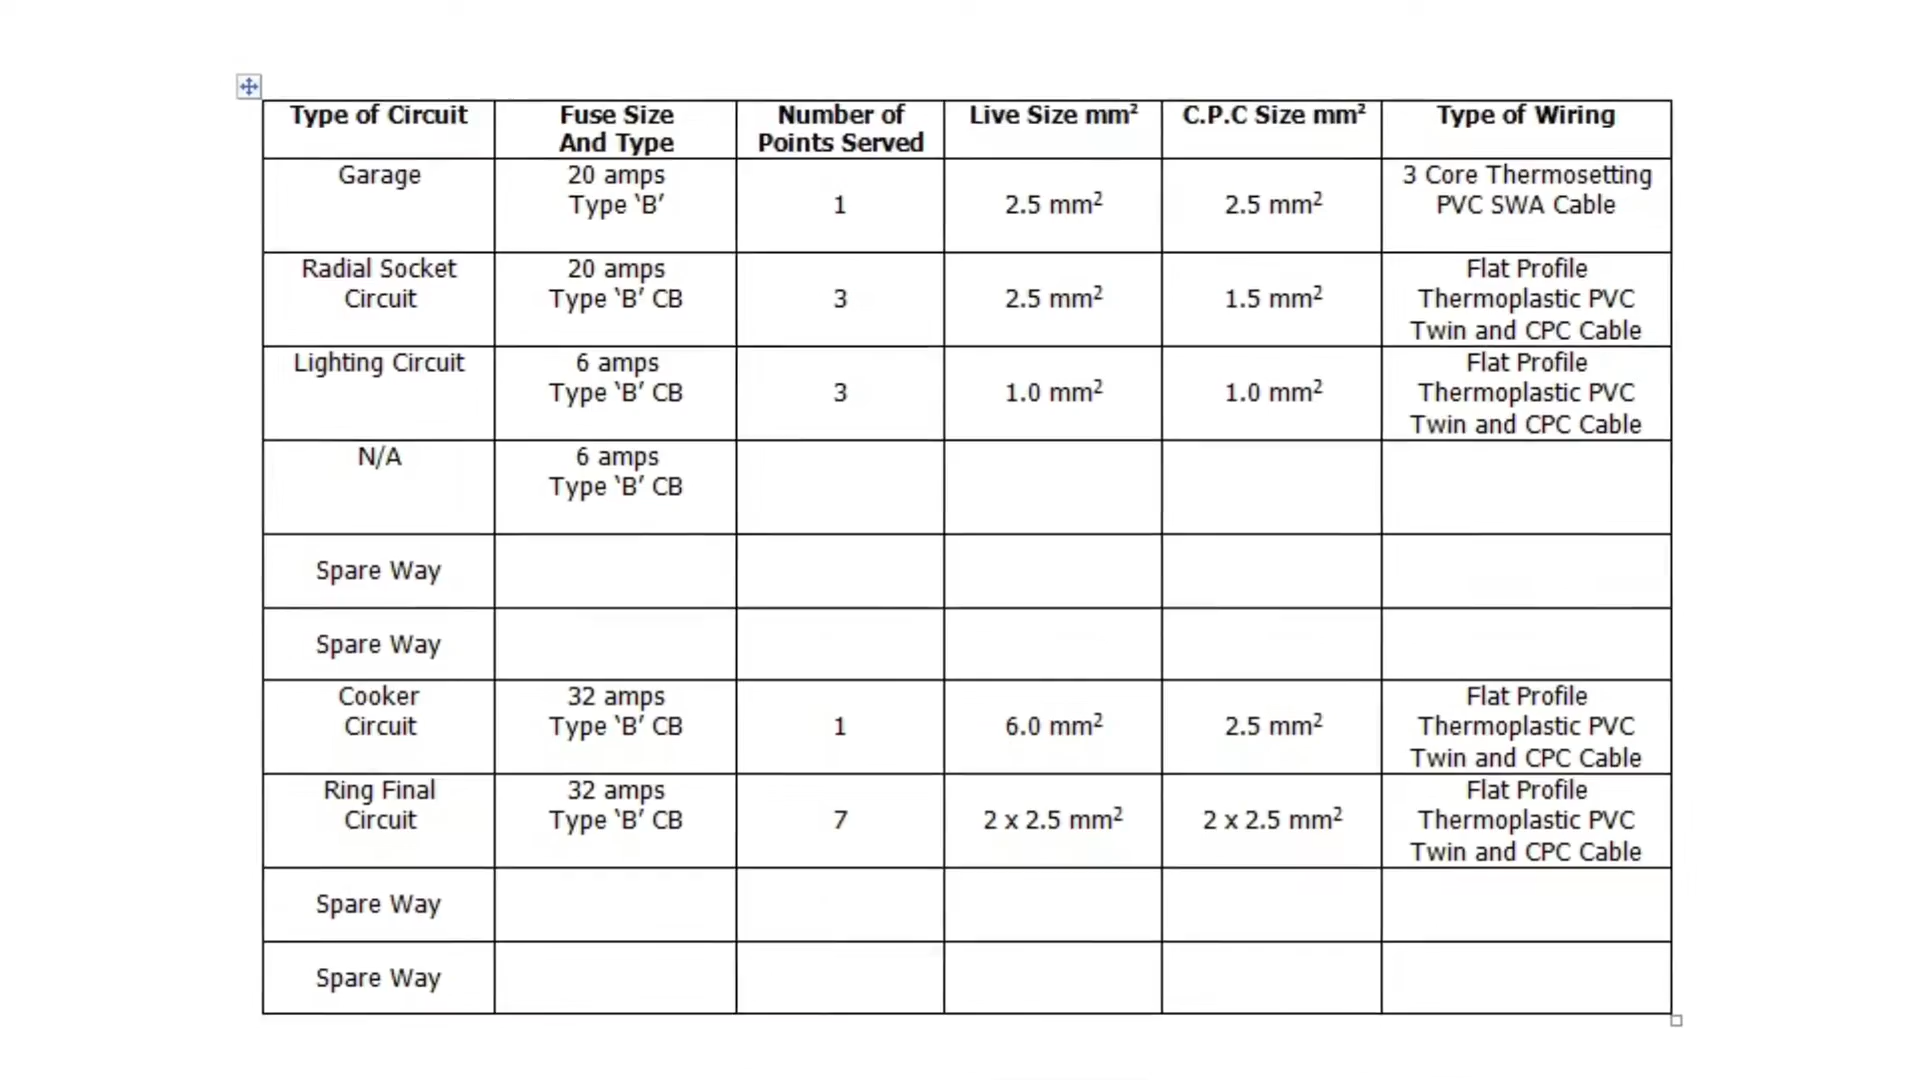 Type of Circuit
Fuse Size
And Type
Number of
Points Served
Live Size mm²
C.P.C Size mm²
Type of Wiring
Garage
20 amps
Type ‘B’
1
2.5 mm²
2.5 mm²
3 Core Thermosetting
PVC SWA Cable
Radial Socket
Circuit
20 amps
Type ‘B’ CB
3
2.5 mm²
1.5 mm²
Flat Profile
Thermoplastic PVC
Twin and CPC Cable
Lighting Circuit
6 amps
Type ‘B’ CB
3
1.0 mm²
1.0 mm²
Flat Profile
Thermoplastic PVC
Twin and CPC Cable
N/A
6 amps
Type ‘B’ CB
Spare Way
Spare Way
Cooker
Circuit
32 amps
Type ‘B’ CB
1
6.0 mm²
2.5 mm²
Flat Profile
Thermoplastic PVC
Twin and CPC Cable
Ring Final
Circuit
32 amps
Type ‘B’ CB
7
2 x 2.5 mm²
2 x 2.5 mm²
Flat Profile
Thermoplastic PVC
Twin and CPC Cable
Spare Way
Spare Way